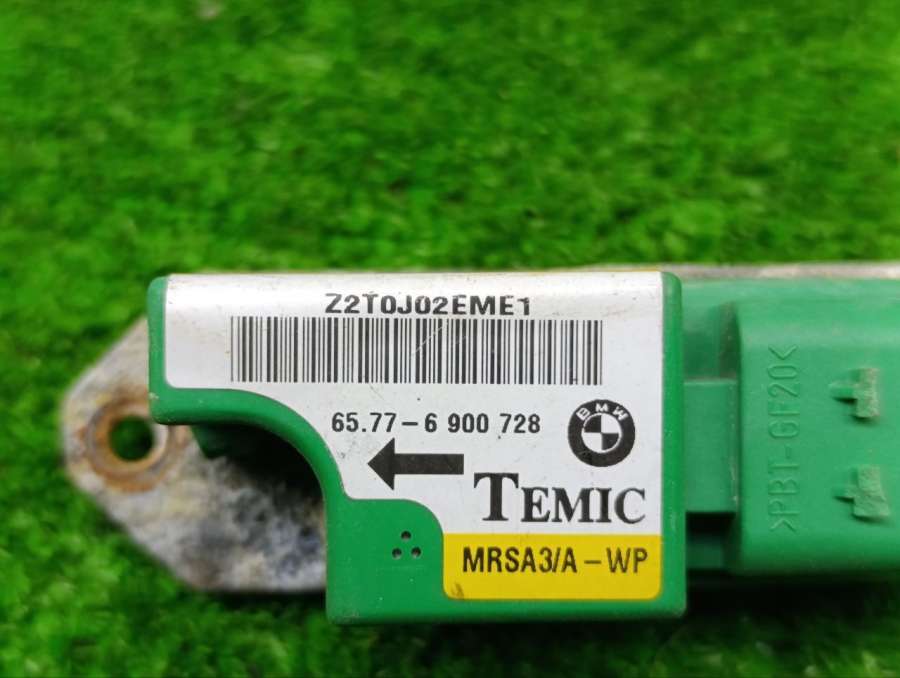 Z2T0J02EME1
65.77-6 900 728
BMW
TEMIC
MRSA3/A-WP
>PBT-GF20<